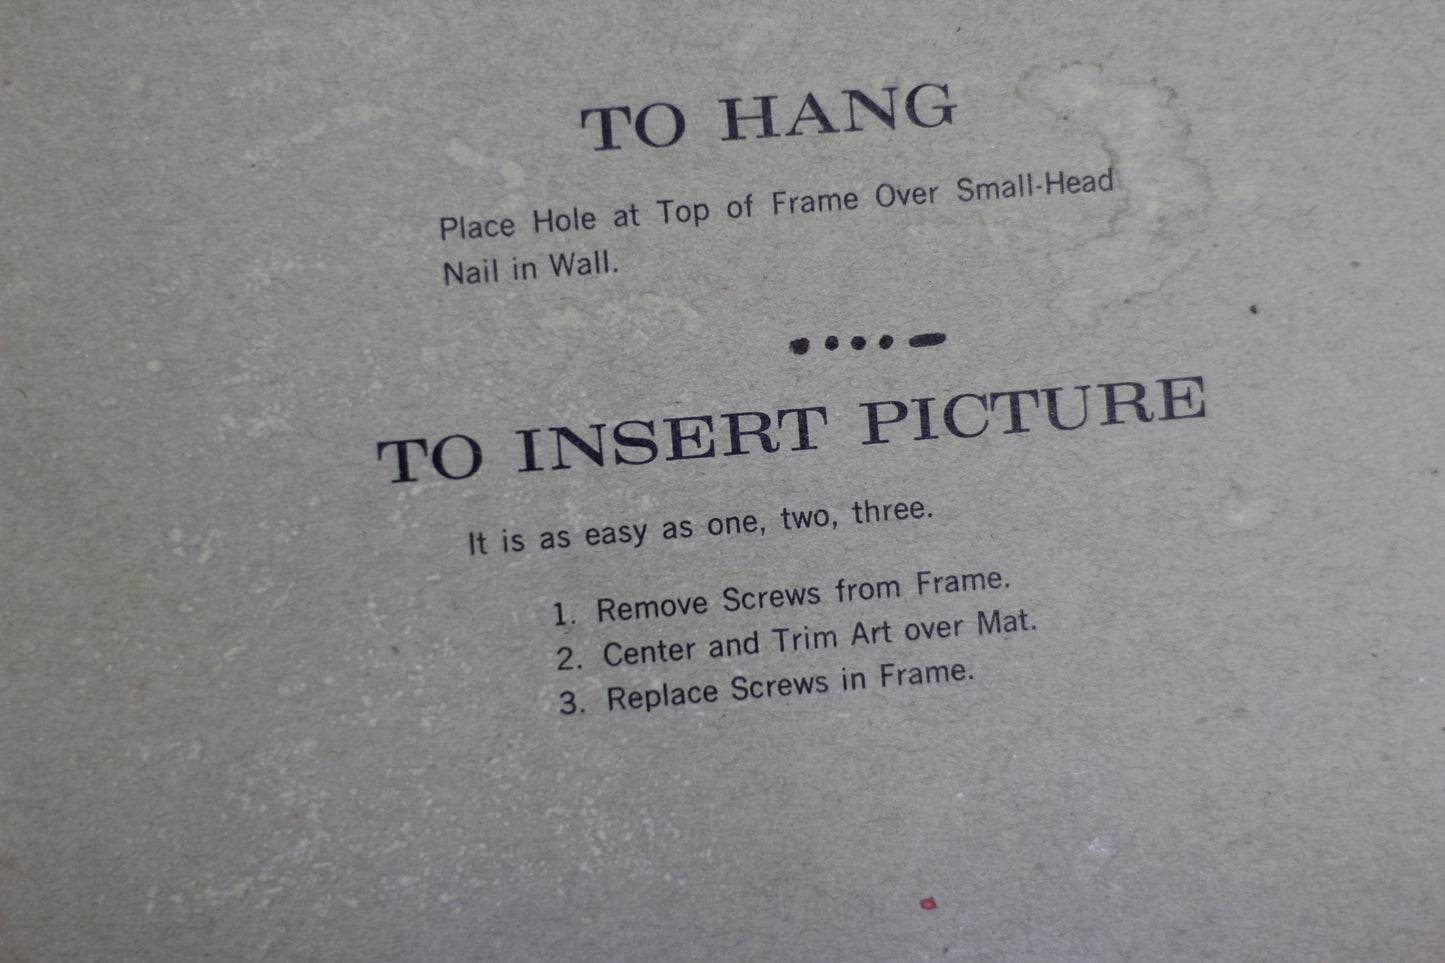 TO HANG
Place Hole at Top of Frame Over Small-Head
Nail in Wall.
TO INSERT PICTURE
It is as easy as one, two, three.
1. Remove Screws from Frame.
2. Center and Trim Art over Mat.
3. Replace Screws in Frame.